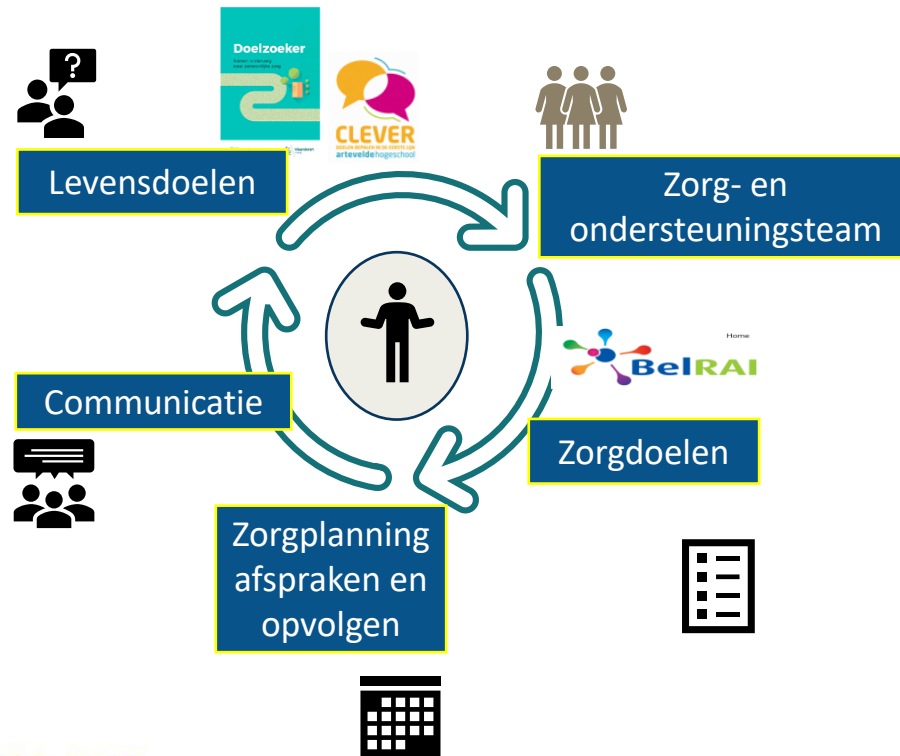 Doelzoeker
?
CLEVER
arteveldehogeschool
Levensdoelen
Zorg- en
ondersteuningsteam
Home
BelRAI
Communicatie
Zorgdoelen
Zorgplanning
afspraken en
opvolgen